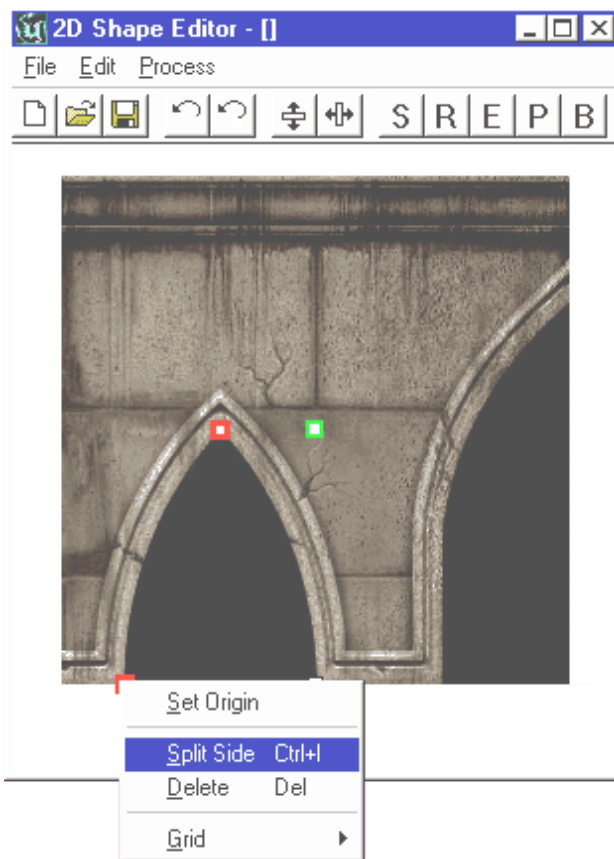 2D Shape Editor - []
File Edit Process
S R E P B
Set Origin
Split Side Ctrl+I
Delete Del
Grid